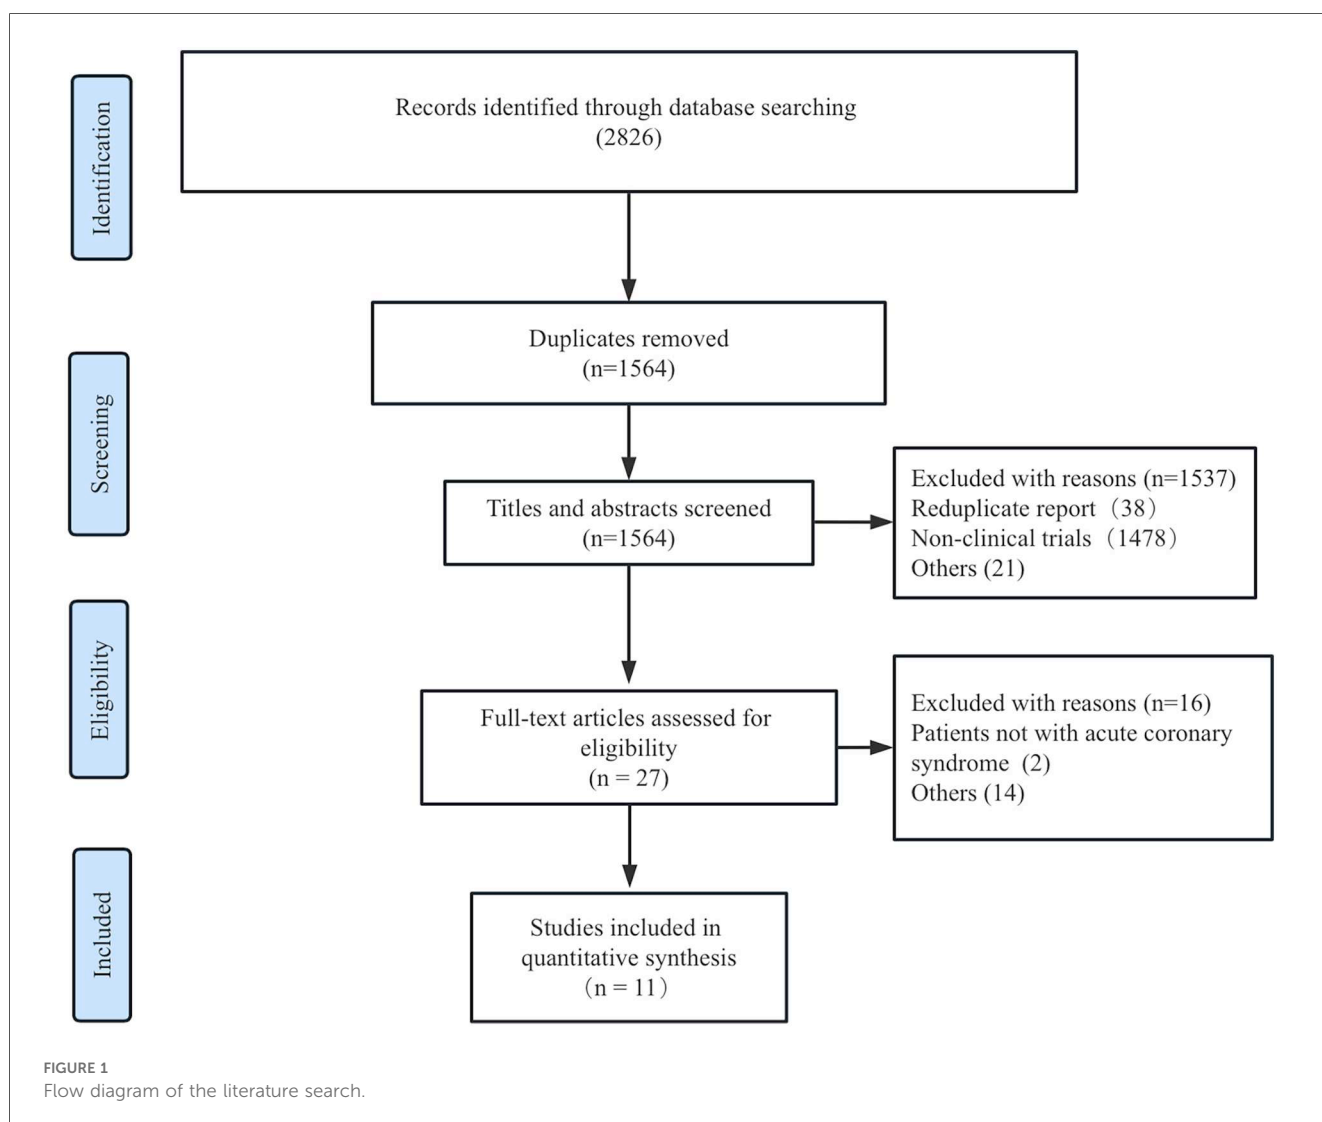 Identification
Records identified through database searching
(2826)
Duplicates removed
(n=1564)
Screening
Titles and abstracts screened
(n=1564)
Excluded with reasons (n=1537)
Reduplicate report（38）
Non-clinical trials（1478）
Others (21)
Eligibility
Full-text articles assessed for
eligibility
(n = 27)
Excluded with reasons (n=16)
Patients not with acute coronary
syndrome (2)
Others (14)
Included
Studies included in
quantitative synthesis
（n = 11）
FIGURE 1
Flow diagram of the literature search.